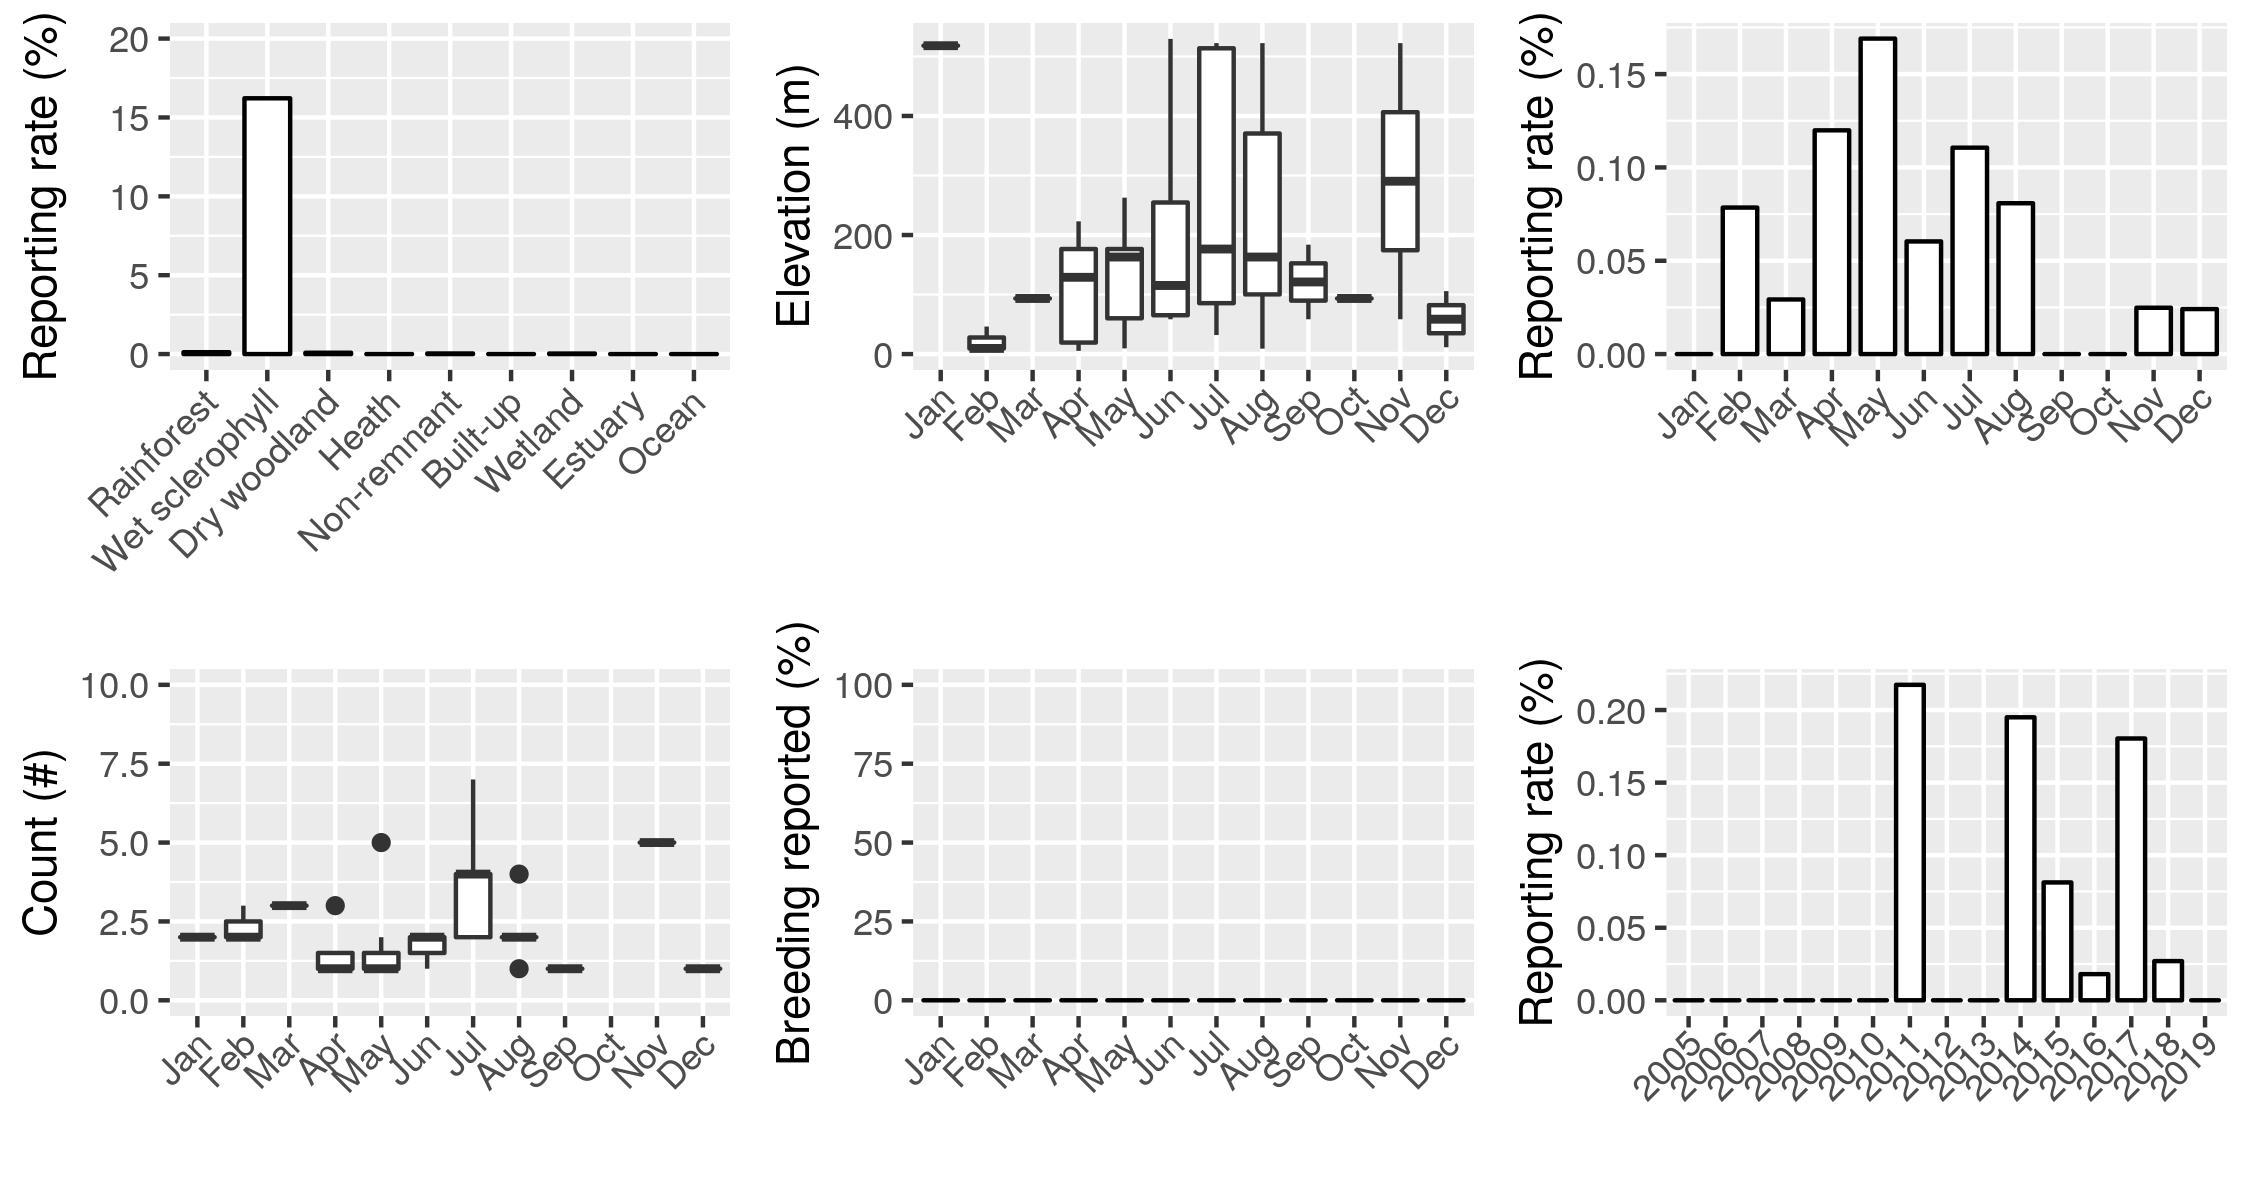 Reporting rate (%)
20
15
10
5
0
Rainforest
Wet sclerophyll
Dry woodland
Heath
Non-remnant
Built-up
Wetland
Estuary
Ocean
Elevation (m)
400
200
0
Jan
Feb
Mar
Apr
May
Jun
Jul
Aug
Sep
Oct
Nov
Dec
Reporting rate (%)
0.15
0.10
0.05
0.00
Jan
Feb
Mar
Apr
May
Jun
Jul
Aug
Sep
Oct
Nov
Dec
Count (#)
10.0
7.5
5.0
2.5
0.0
Jan
Feb
Mar
Apr
May
Jun
Jul
Aug
Sep
Oct
Nov
Dec
Breeding reported (%)
100
75
50
25
0
Jan
Feb
Mar
Apr
May
Jun
Jul
Aug
Sep
Oct
Nov
Dec
Reporting rate (%)
0.20
0.15
0.10
0.05
0.00
2005
2006
2007
2008
2009
2010
2011
2012
2013
2014
2015
2016
2017
2018
2019